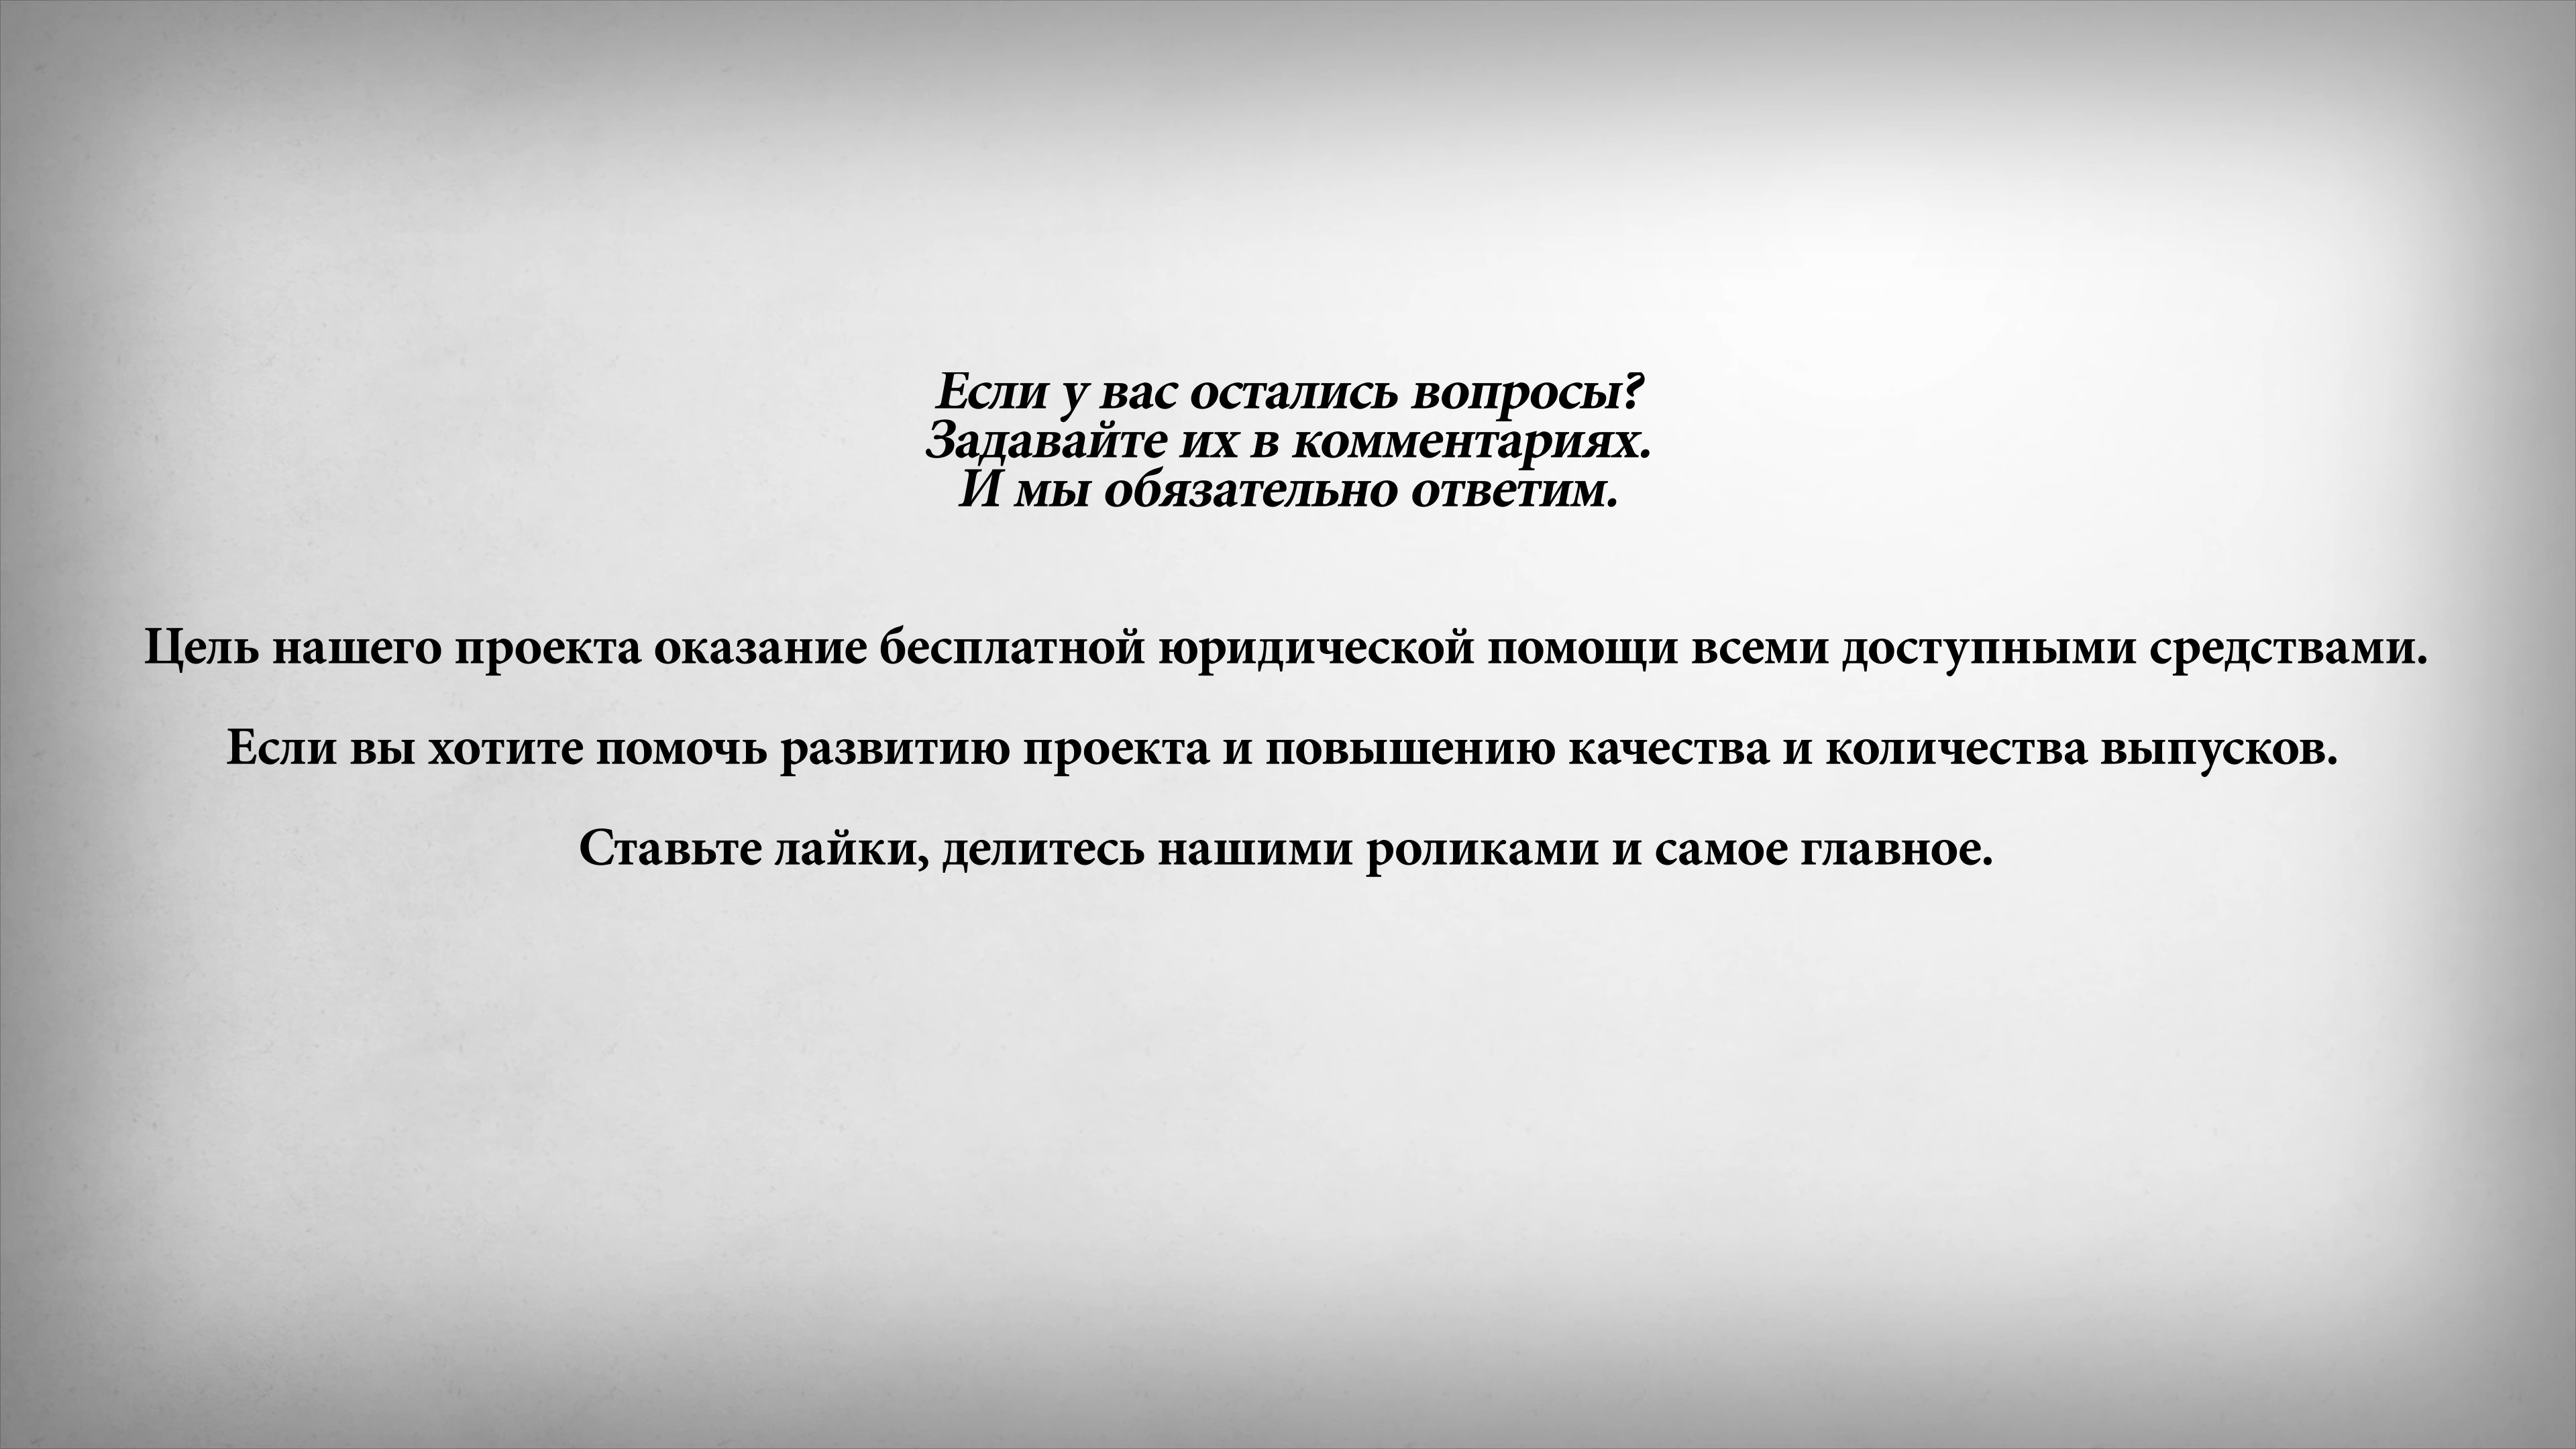 Если у вас остались вопросы?
Задавайте их в комментариях.
И мы обязательно ответим.
Цель нашего проекта оказание бесплатной юридической помощи всеми доступными средствами.
Если вы хотите помочь развитию проекта и повышению качества и количества выпусков.
Ставьте лайки, делитесь нашими роликами и самое главное.